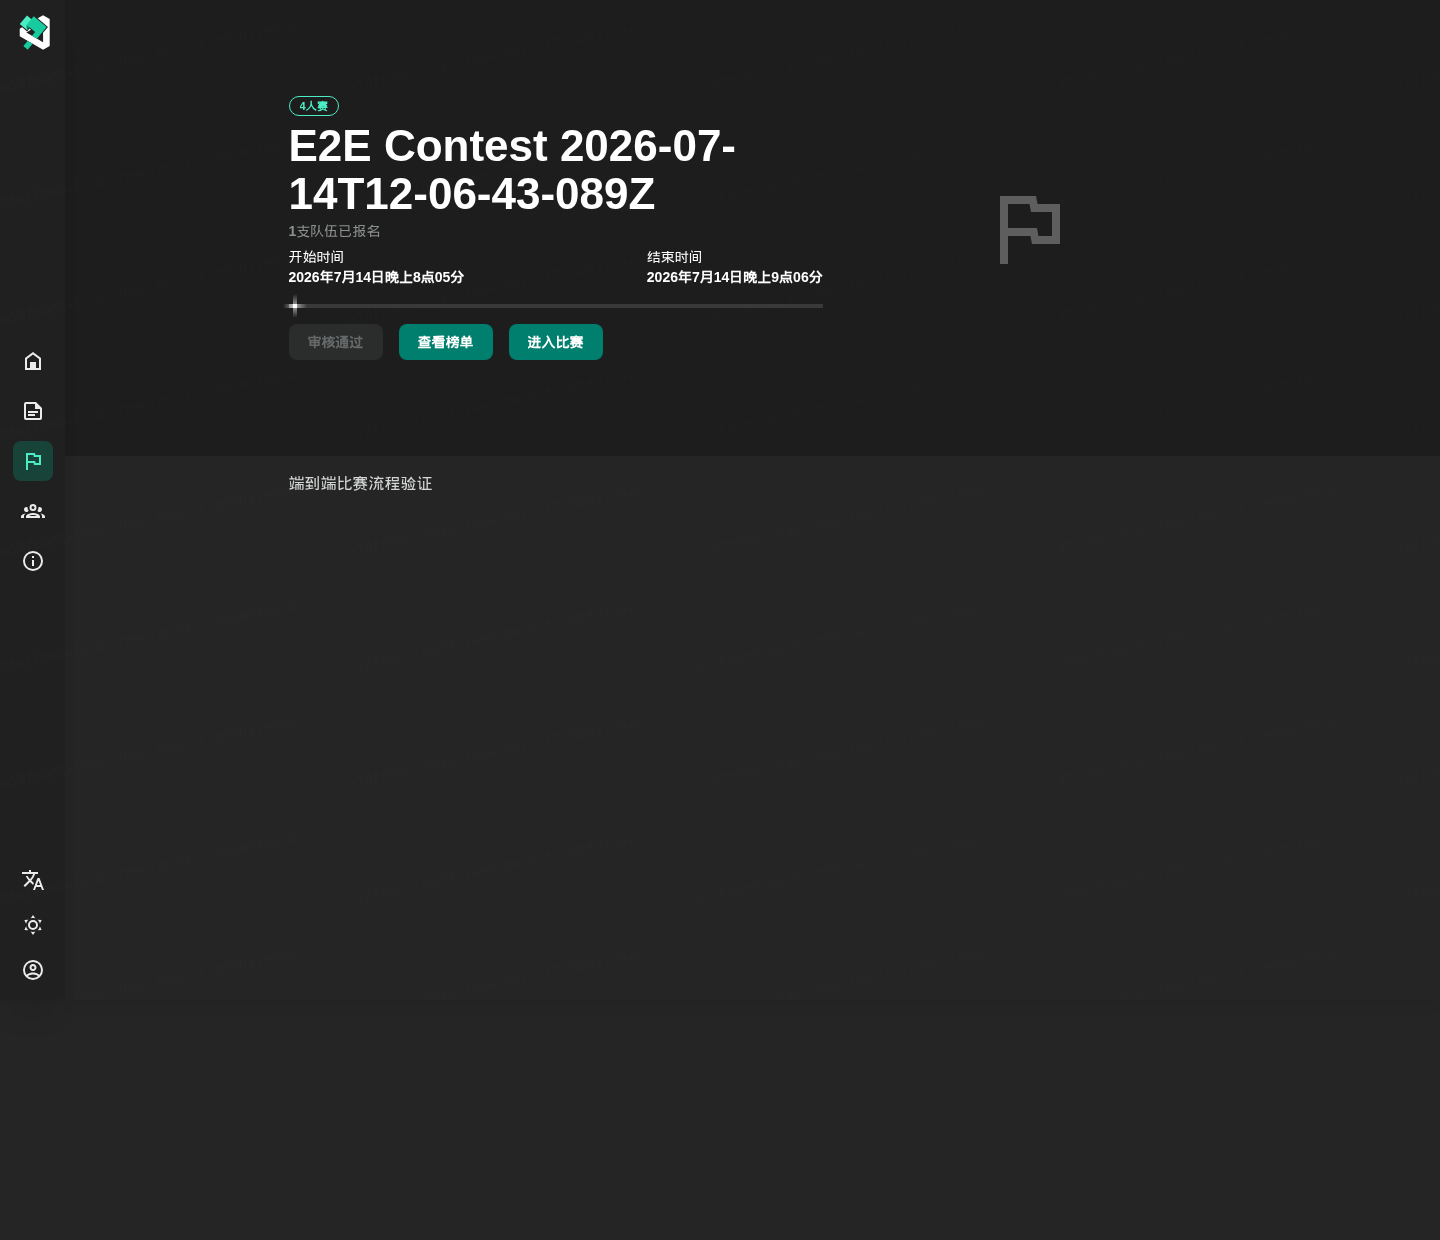 4人赛
E2E Contest 2026-07-
14T12-06-43-089Z
1支队伍已报名
开始时间
2026年7月14日晚上8点05分
结束时间
2026年7月14日晚上9点06分
审核通过
查看榜单
进入比赛
端到端比赛流程验证